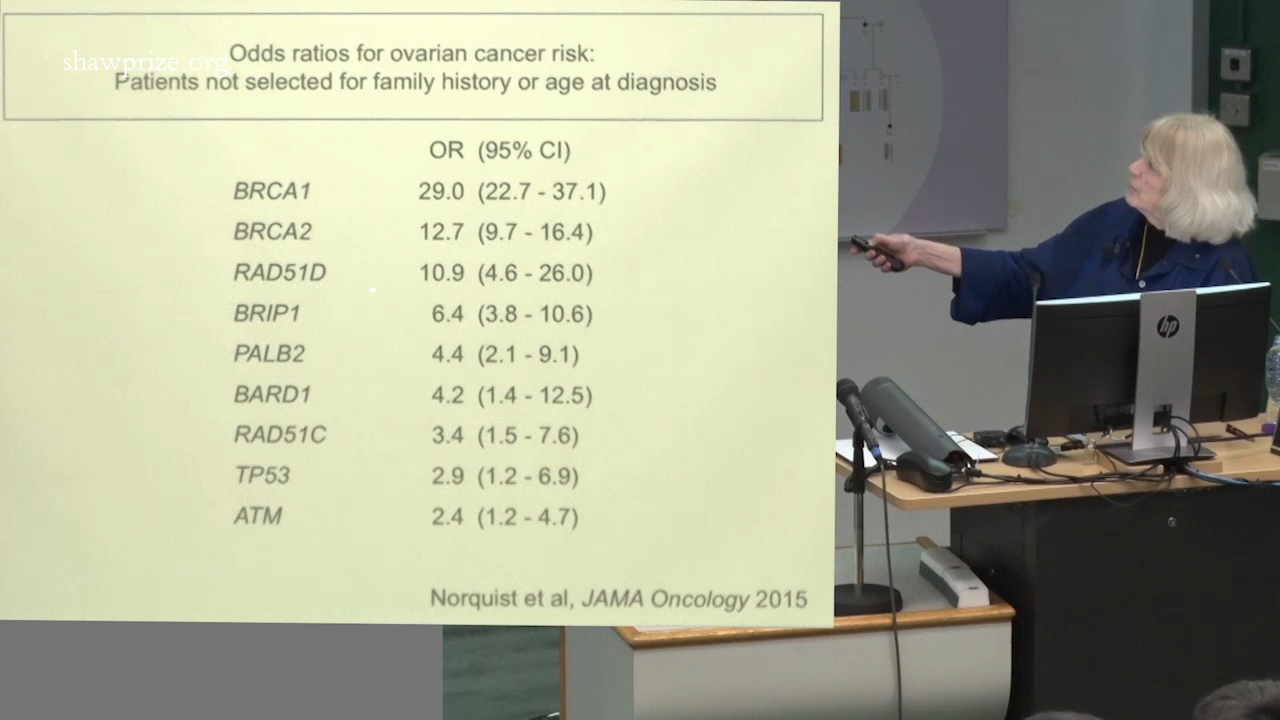 shawprize.org
Odds ratios for ovarian cancer risk:
Patients not selected for family history or age at diagnosis
OR (95% CI)
BRCA1 29.0 (22.7 - 37.1)
BRCA2 12.7 (9.7 - 16.4)
RAD51D 10.9 (4.6 - 26.0)
BRIP1 6.4 (3.8 - 10.6)
PALB2 4.4 (2.1 - 9.1)
BARD1 4.2 (1.4 - 12.5)
RAD51C 3.4 (1.5 - 7.6)
TP53 2.9 (1.2 - 6.9)
ATM 2.4 (1.2 - 4.7)
Norquist et al, JAMA Oncology 2015
hp